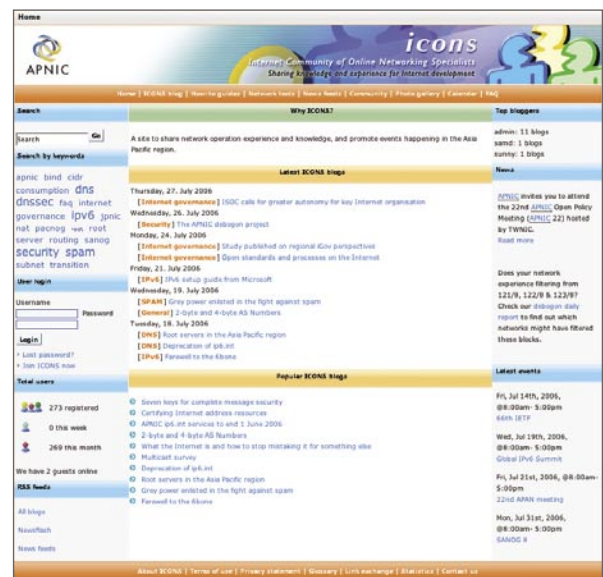 Home
APNIC
icons
Internet Community of Online Networking Specialists
Sharing knowledge and experience for Internet development
Home | ICONS blog | How-to guides | Network tools | News feeds | Community | Photo gallery | Calendar | FAQ
Search
Search
Go
Search by keywords
apnic bind cidr
consumption dns
dnssec faq internet
governance ipv6 jpnic
nat pacnog root
server routing sanog
security spam
subnet transition
User login
Username
Password
Login
Lost password?
Join ICONS now
Total users
273 registered
0 this week
269 this month
We have 2 guests online
RSS feeds
All blogs
Newsflash
News feeds
Why ICONS?
A site to share network operation experience and knowledge, and promote events happening in the Asia
Pacific region.
Latest ICONS blogs
Thursday, 27. July 2006
[Internet governance] ISOC calls for greater autonomy for key Internet organisation
Wednesday, 26. July 2006
[Security] The APNIC debogon project
Monday, 24. July 2006
[Internet governance] Study published on regional iGov perspectives
[Internet governance] Open standards and processes on the Internet
Friday, 21. July 2006
[IPv6] IPv6 setup guide from Microsoft
Wednesday, 19. July 2006
[SPAM] Grey power enlisted in the fight against spam
[General] 2-byte and 4-byte AS Numbers
Tuesday, 18. July 2006
[DNS] Root servers in the Asia Pacific region
[DNS] Deprecation of ip6.int
[IPv6] Farewell to the 6bone
Popular ICONS blogs
Seven keys for complete message security
Certifying Internet address resources
APNIC ip6.int services to end 1 June 2006
2-byte and 4-byte AS Numbers
What the Internet is and how to stop mistaking it for something else
Multicast survey
Deprecation of ip6.int
Root servers in the Asia Pacific region
Grey power enlisted in the fight against spam
Farewell to the 6bone
Top bloggers
admin: 11 blogs
samd: 1 blogs
sunny: 1 blogs
News
APNIC invites you to attend
the 22nd APNIC Open Policy
Meeting (APNIC 22) hosted
by TWNIC.
Read more
Does your network
experience filtering from
121/8, 122/8 & 123/8?
Check our debogon daily
report to find out which
networks might have filtered
these blocks.
Latest events
Fri, Jul 14th, 2006,
@8:00am- 5:00pm
66th IETF
Wed, Jul 19th, 2006,
@8:00am- 5:00pm
Global IPv6 Summit
Fri, Jul 21st, 2006, @8:00am-
5:00pm
22nd APAN meeting
Mon, Jul 31st, 2006,
@8:00am- 5:00pm
SANOG 8
About ICONS | Terms of use | Privacy statement | Glossary | Link exchange | Statistics | Contact us